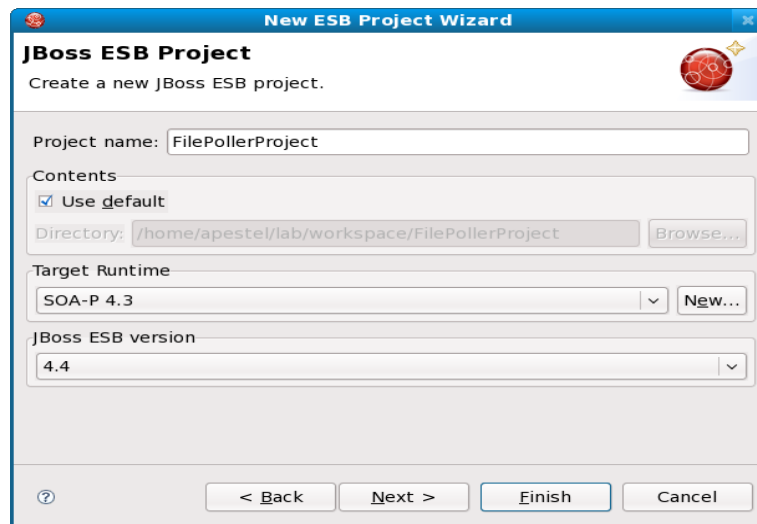 New ESB Project Wizard
JBoss ESB Project
Create a new JBoss ESB project.
Project name: FilePollerProject
Contents
Use default
Directory: /home/apestel/lab/workspace/FilePollerProject Browse...
Target Runtime
SOA-P 4.3 New...
JBoss ESB version
4.4
? < Back Next > Finish Cancel